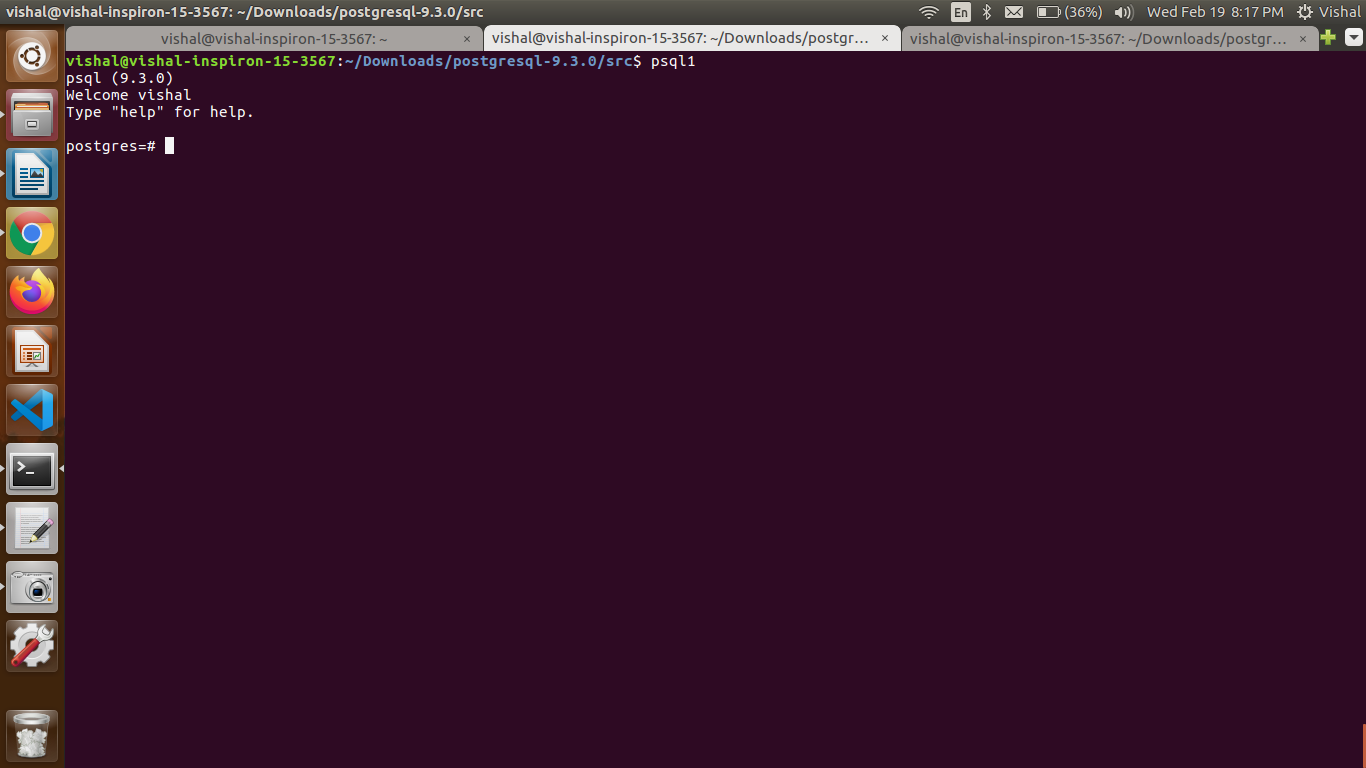 vishal@vishal-inspiron-15-3567: ~/Downloads/postgresql-9.3.0/src
En
(36%)
Wed Feb 19 8:17 PM
Vishal
vishal@vishal-inspiron-15-3567: ~
×
vishal@vishal-inspiron-15-3567: ~/Downloads/postgr...
×
vishal@vishal-inspiron-15-3567: ~/Downloads/postgr...
×
vishal@vishal-inspiron-15-3567:~/Downloads/postgresql-9.3.0/src$ psql1
psql (9.3.0)
Welcome vishal
Type "help" for help.
postgres=#
>_